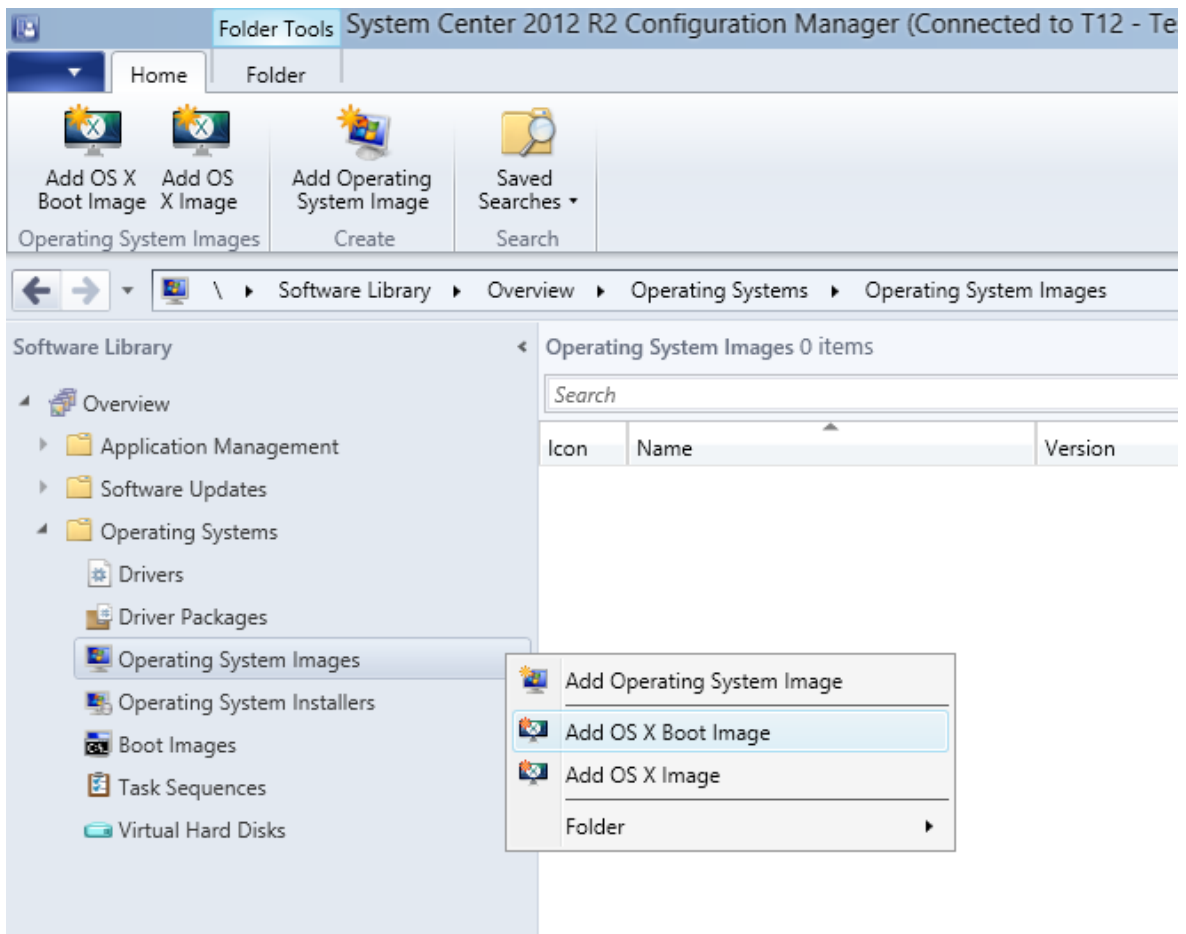 Folder Tools System Center 2012 R2 Configuration Manager (Connected to T12 - Te
Home Folder
Add OS X Boot Image
Add OS X Image
Add Operating System Image
Saved Searches
Operating System Images Create Search
\ Software Library Overview Operating Systems Operating System Images
Software Library
Overview
Application Management
Software Updates
Operating Systems
Drivers
Driver Packages
Operating System Images
Operating System Installers
Boot Images
Task Sequences
Virtual Hard Disks
Operating System Images 0 items
Search
Icon Name Version
Add Operating System Image
Add OS X Boot Image
Add OS X Image
Folder